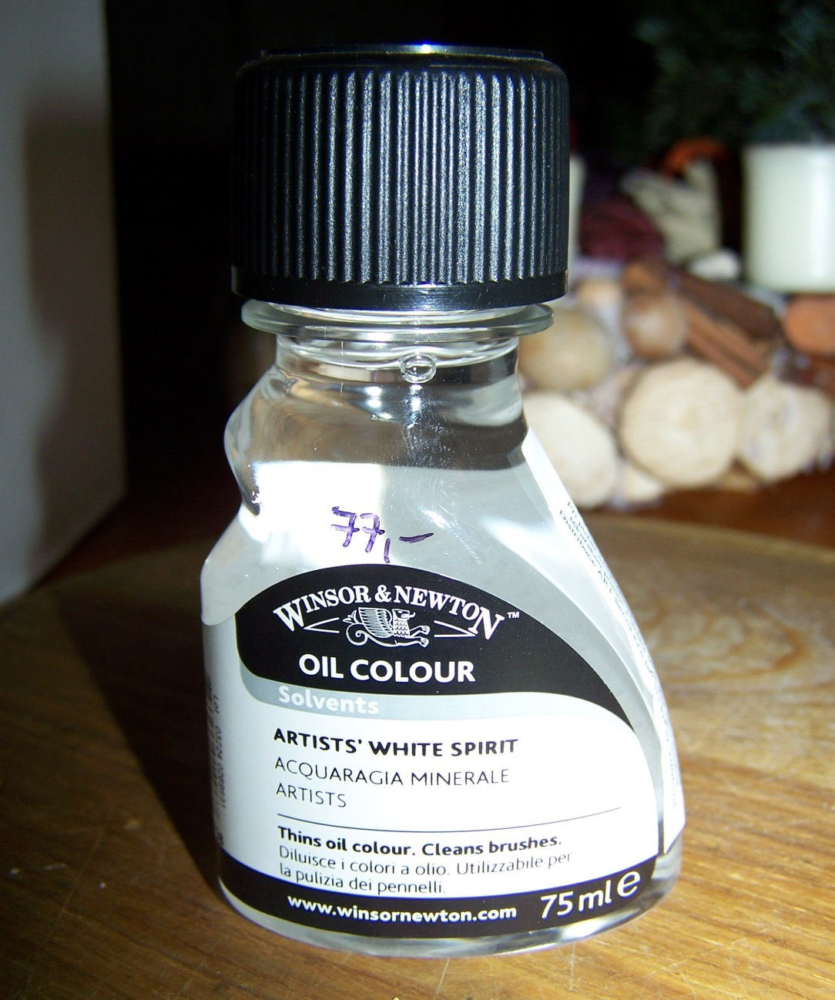 77,-
WINSOR & NEWTON™
OIL COLOUR
Solvents
ARTISTS' WHITE SPIRIT
ACQUARAGIA MINERALE
ARTISTS
Thins oil colour. Cleans brushes.
Diluisce i colori a olio. Utilizzabile per
la pulizia dei pennelli.
www.winsornewton.com
75 ml ℮